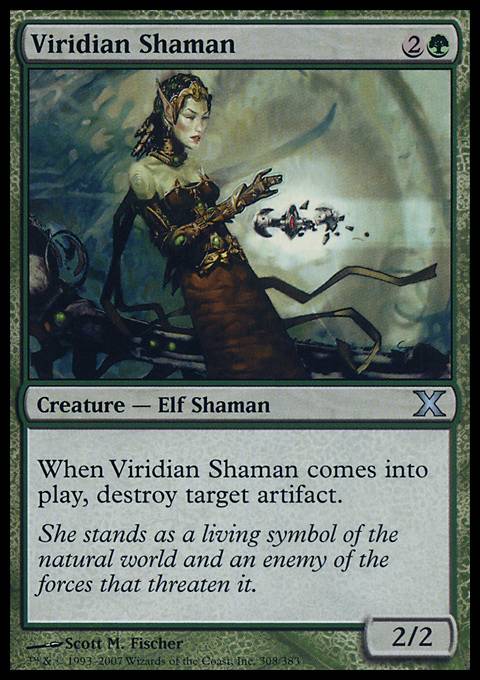 Viridian Shaman 2
Creature — Elf Shaman X
When Viridian Shaman comes into
play, destroy target artifact.
She stands as a living symbol of the
natural world and an enemy of the
forces that threaten it.
Scott M. Fischer
™ & © 1993–2007 Wizards of the Coast, Inc. 308/383
2/2